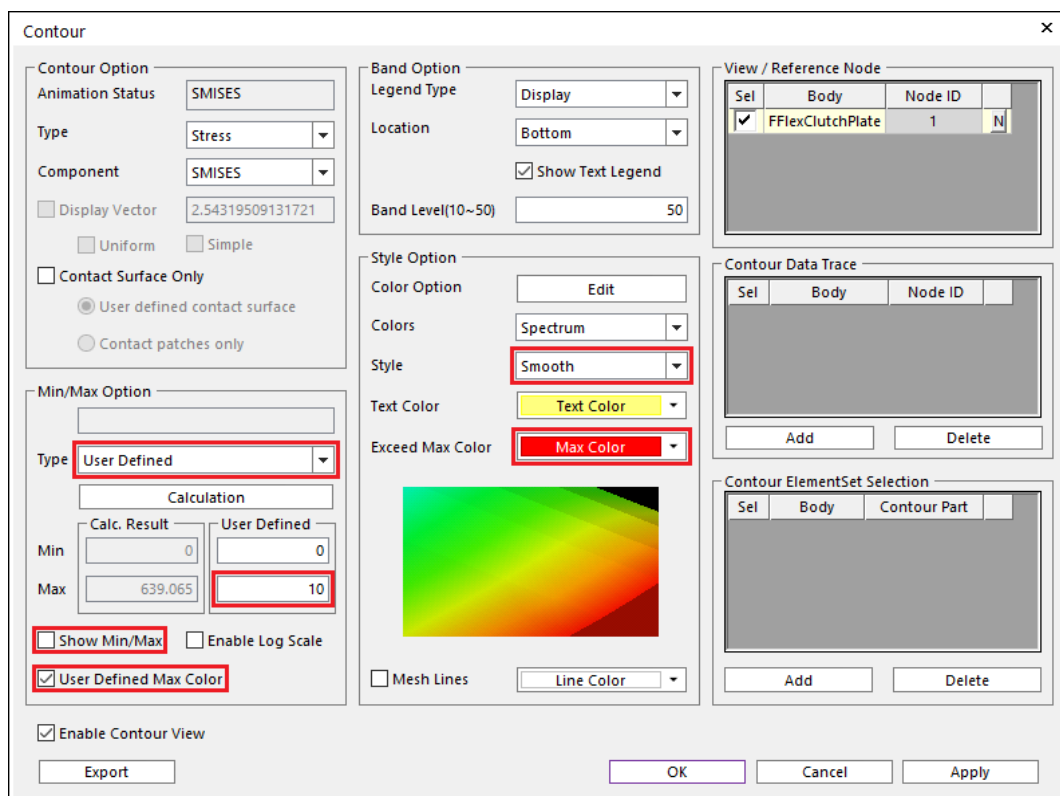 Contour
Contour Option
Animation Status
SMISES
Type
Stress
Component
SMISES
Display Vector
2.54319509131721
Uniform
Simple
Contact Surface Only
User defined contact surface
Contact patches only
Min/Max Option
Type
User Defined
Calculation
Calc. Result
User Defined
Min
0
0
Max
639.065
10
Show Min/Max
Enable Log Scale
User Defined Max Color
Enable Contour View
Export
Band Option
Legend Type
Display
Location
Bottom
Show Text Legend
Band Level(10~50)
50
Style Option
Color Option
Edit
Colors
Spectrum
Style
Smooth
Text Color
Text Color
Exceed Max Color
Max Color
Mesh Lines
Line Color
View / Reference Node
Sel Body Node ID
FFlexClutchPlate 1 N
Contour Data Trace
Sel Body Node ID
Add
Delete
Contour ElementSet Selection
Sel Body Contour Part
Add
Delete
OK
Cancel
Apply